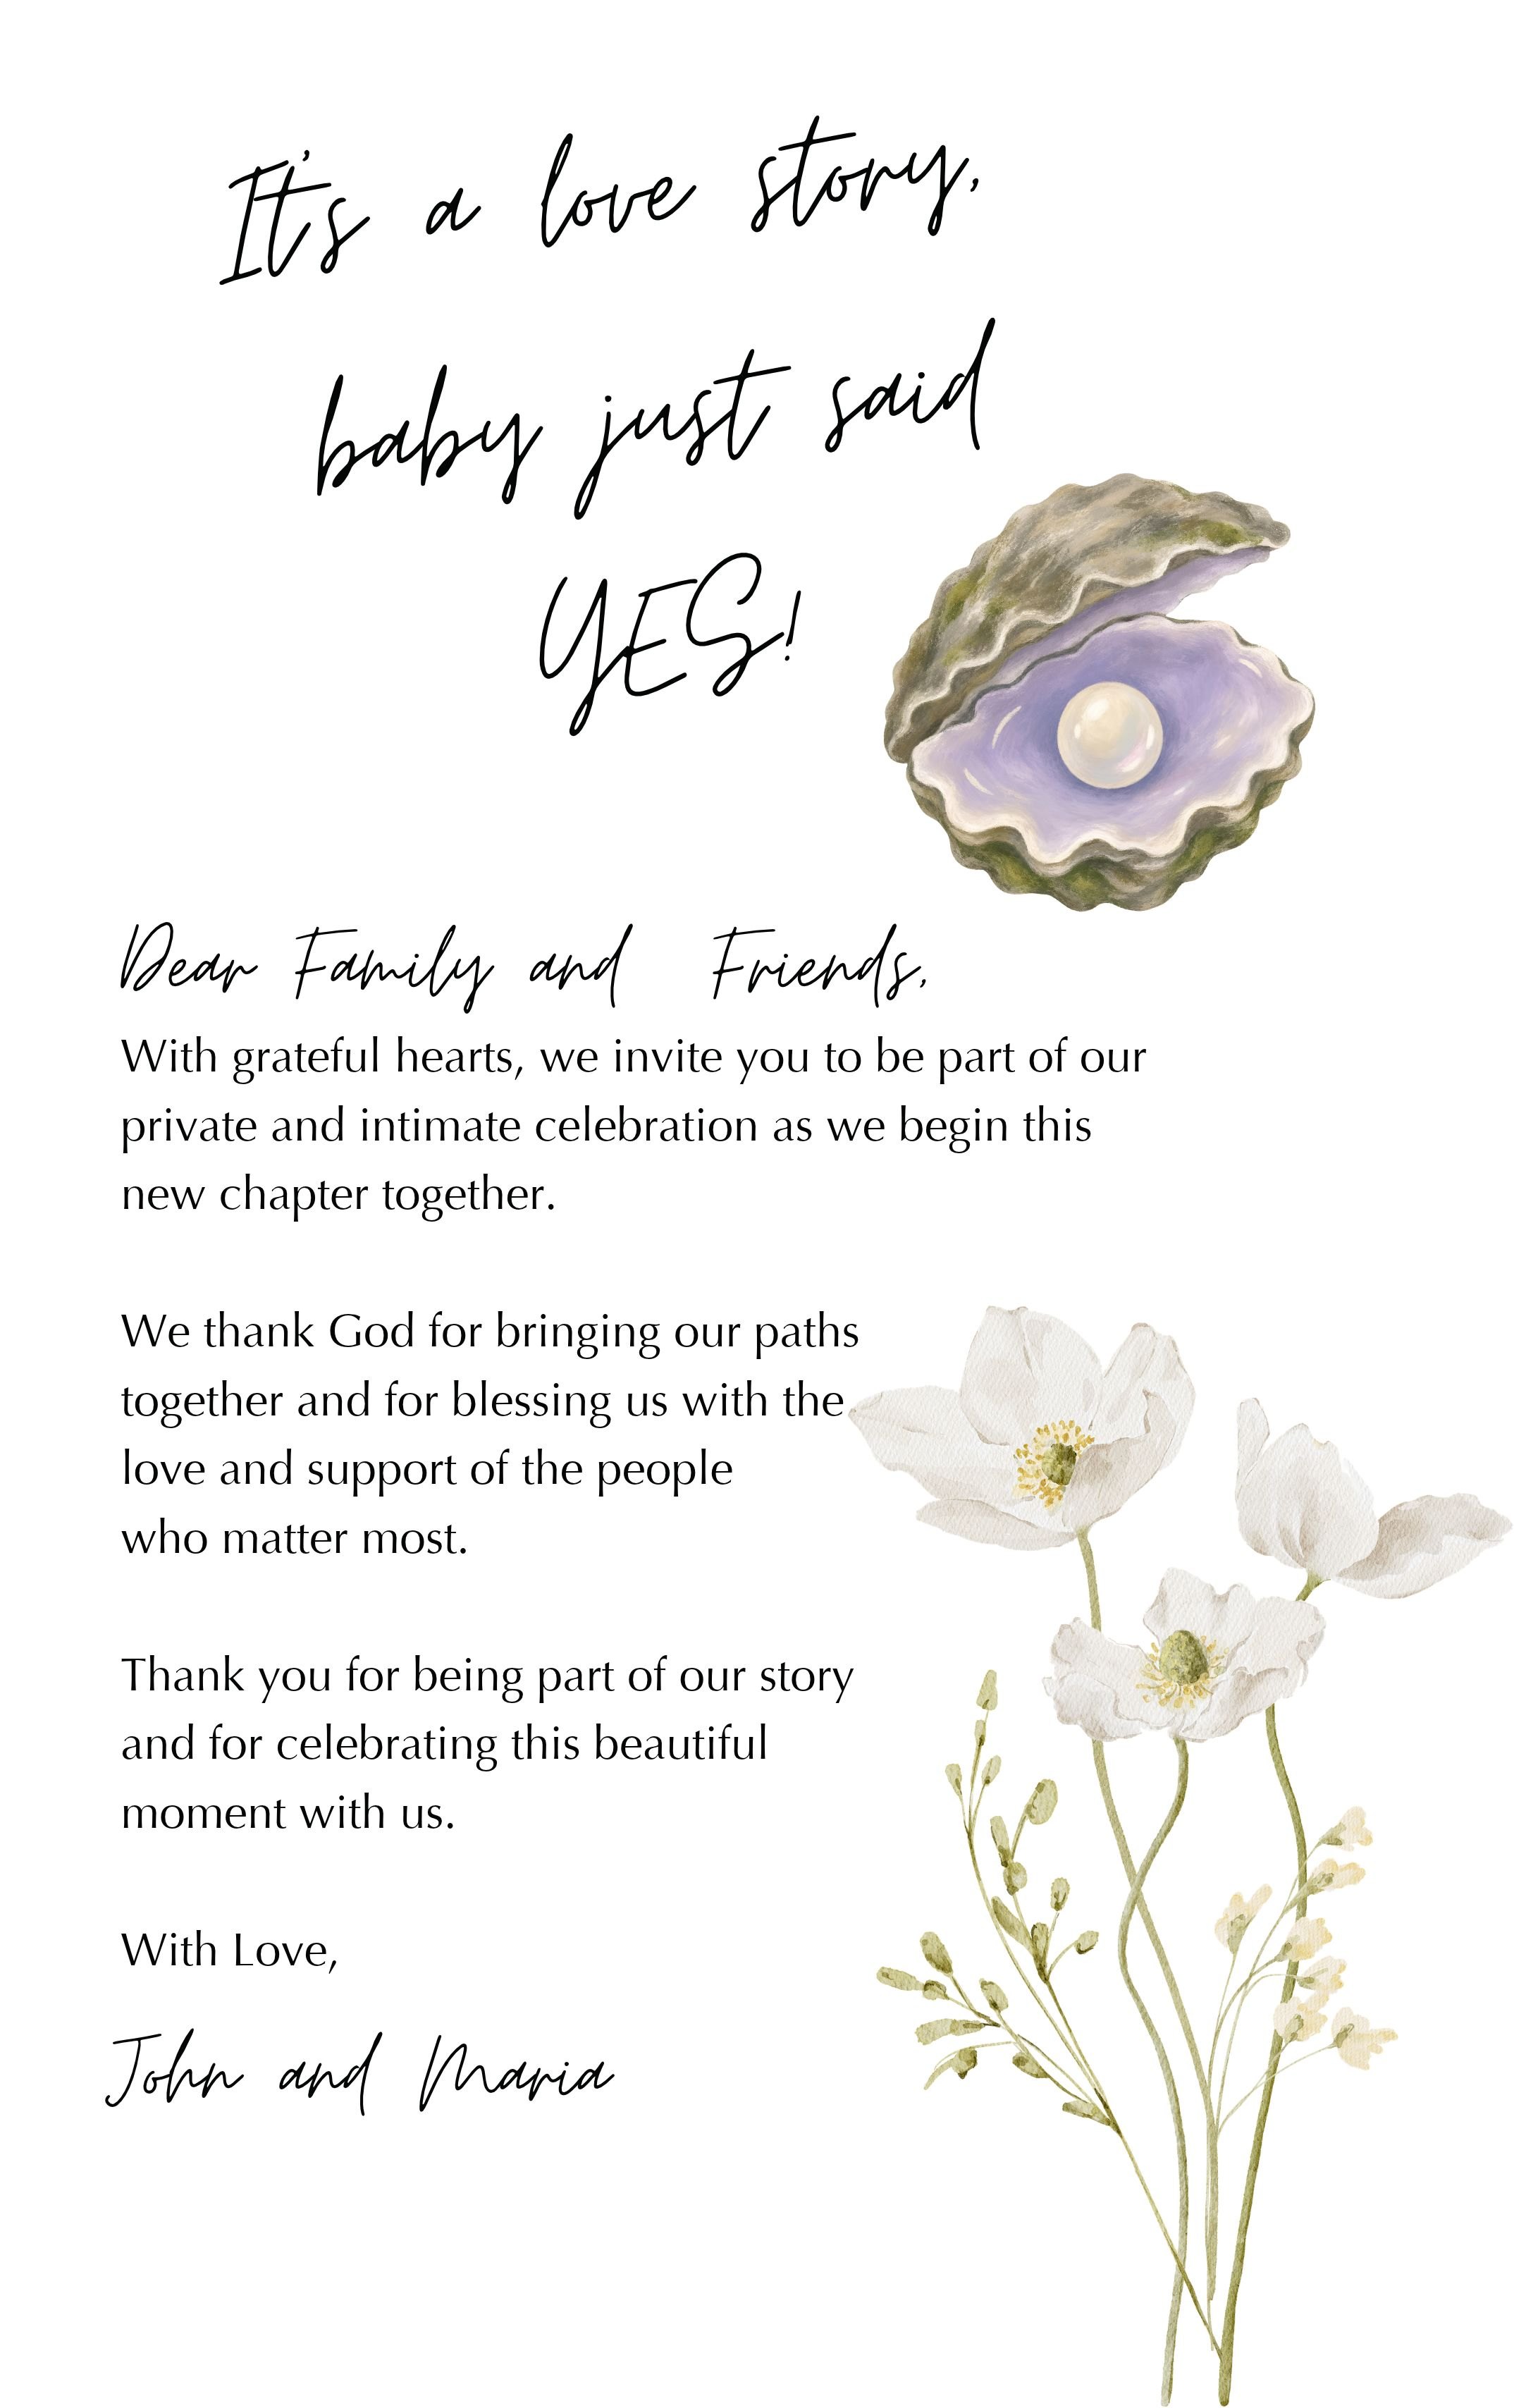 It's a love story,
baby just said
YES!
Dear Family and Friends,
With grateful hearts, we invite you to be part of our
private and intimate celebration as we begin this
new chapter together.
We thank God for bringing our paths
together and for blessing us with the
love and support of the people
who matter most.
Thank you for being part of our story
and for celebrating this beautiful
moment with us.
With Love,
John and Maria